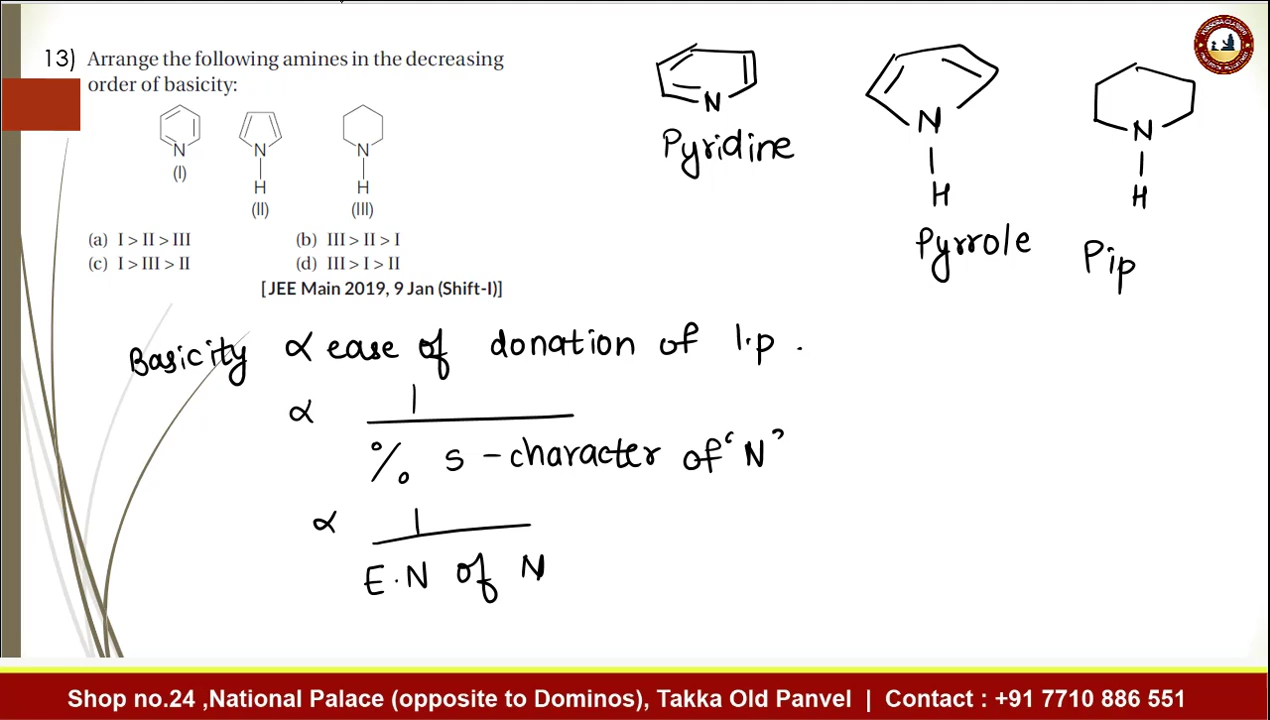 13) Arrange the following amines in the decreasing
order of basicity:
N
N
N
(I)
H
H
(II)
(III)
(a) I > II > III
(b) III > II > I
(c) I > III > II
(d) III > I > II
[JEE Main 2019, 9 Jan (Shift-I)]
N
Pyridine
N
H
Pyrrole
N
H
Pip
Basicity ∝ ease of donation of l.p.
∝ 1
% s - character of ‘N’
∝ 1
E.N of N
Shop no.24 ,National Palace (opposite to Dominos), Takka Old Panvel | Contact : +91 7710 886 551